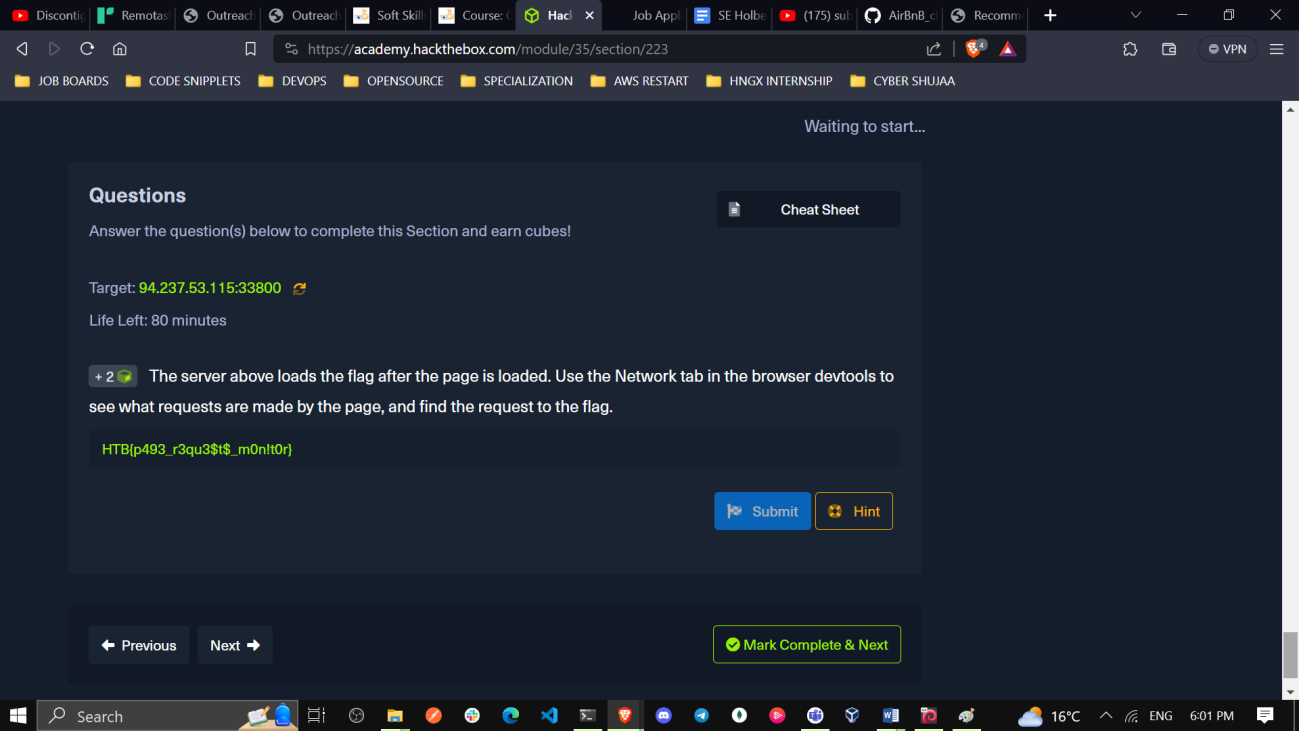 Discontig
Remotasl
Outreach
Outreach
Soft Skill
Course: C
Hacl
Job Appl
SE Holbe
(175) sub
AirBnB_cl
Recomm
https://academy.hackthebox.com/module/35/section/223
4
VPN
JOB BOARDS
CODE SNIPPLETS
DEVOPS
OPENSOURCE
SPECIALIZATION
AWS RESTART
HNGX INTERNSHIP
CYBER SHUJAA
Waiting to start...
Questions
Cheat Sheet
Answer the question(s) below to complete this Section and earn cubes!
Target: 94.237.53.115:33800
Life Left: 80 minutes
+ 2 The server above loads the flag after the page is loaded. Use the Network tab in the browser devtools to
see what requests are made by the page, and find the request to the flag.
HTB{p493_r3qu3$t$_m0n!t0r}
Submit
Hint
Previous
Next
Mark Complete & Next
Search
16°C
ENG
6:01 PM